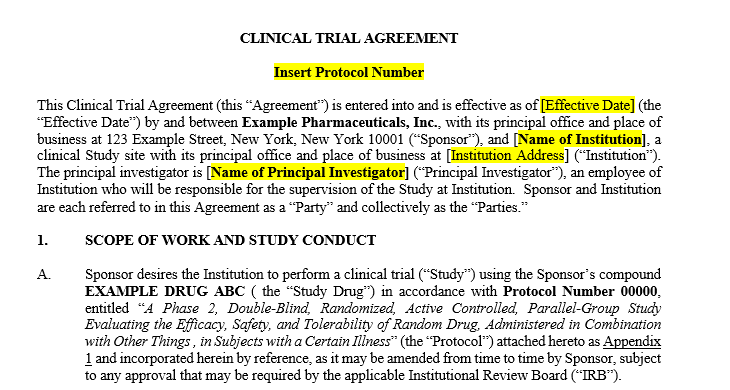 CLINICAL TRIAL AGREEMENT
Insert Protocol Number
This Clinical Trial Agreement (this “Agreement”) is entered into and is effective as of [Effective Date] (the
“Effective Date”) by and between Example Pharmaceuticals, Inc., with its principal office and place of
business at 123 Example Street, New York, New York 10001 (“Sponsor”), and [Name of Institution], a
clinical Study site with its principal office and place of business at [Institution Address] (“Institution”).
The principal investigator is [Name of Principal Investigator] (“Principal Investigator”), an employee of
Institution who will be responsible for the supervision of the Study at Institution. Sponsor and Institution
are each referred to in this Agreement as a “Party” and collectively as the “Parties.”
1. SCOPE OF WORK AND STUDY CONDUCT
A. Sponsor desires the Institution to perform a clinical trial (“Study”) using the Sponsor’s compound
EXAMPLE DRUG ABC ( the “Study Drug”) in accordance with Protocol Number 00000,
entitled “A Phase 2, Double-Blind, Randomized, Active Controlled, Parallel-Group Study
Evaluating the Efficacy, Safety, and Tolerability of Random Drug, Administered in Combination
with Other Things , in Subjects with a Certain Illness” (the “Protocol”) attached hereto as Appendix
1 and incorporated herein by reference, as it may be amended from time to time by Sponsor, subject
to any approval that may be required by the applicable Institutional Review Board (“IRB”).